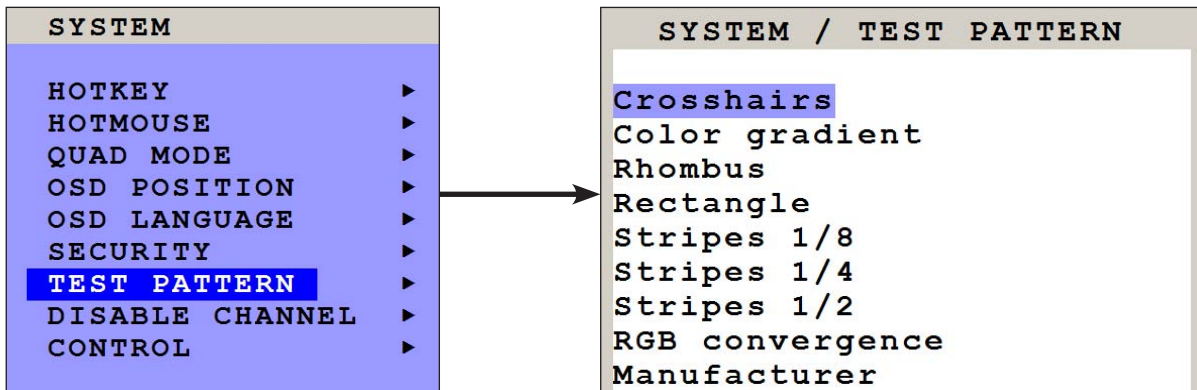 SYSTEM
HOTKEY
HOTMOUSE
QUAD MODE
OSD POSITION
OSD LANGUAGE
SECURITY
TEST PATTERN
DISABLE CHANNEL
CONTROL
SYSTEM / TEST PATTERN
Crosshairs
Color gradient
Rhombus
Rectangle
Stripes 1/8
Stripes 1/4
Stripes 1/2
RGB convergence
Manufacturer